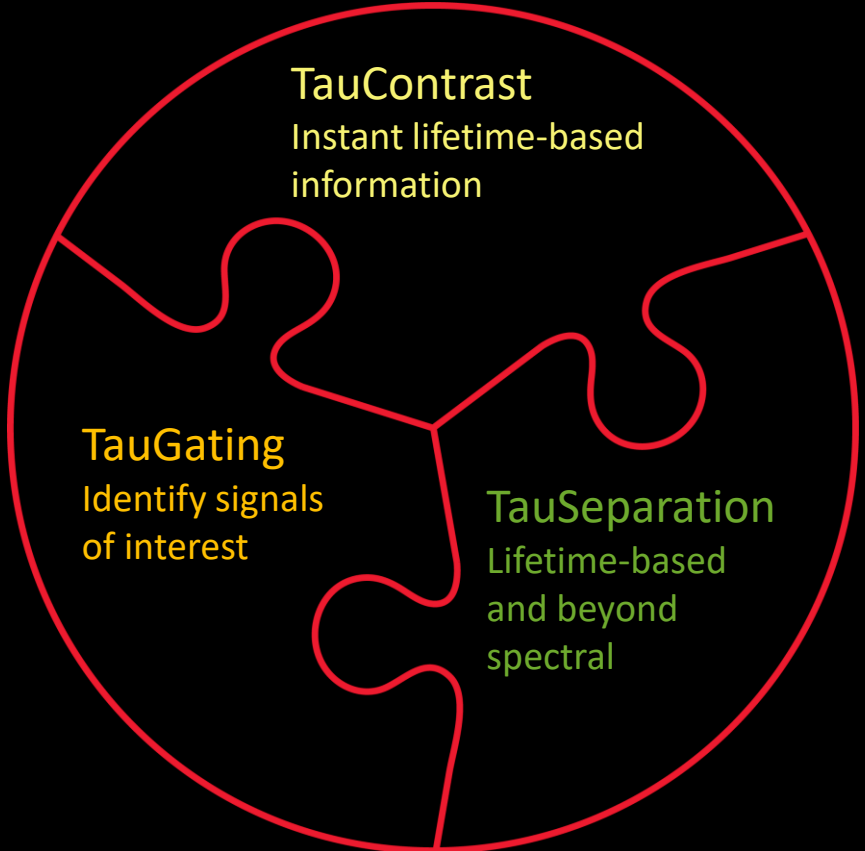 TauContrast
Instant lifetime-based
information
TauGating
Identify signals
of interest
TauSeparation
Lifetime-based
and beyond
spectral